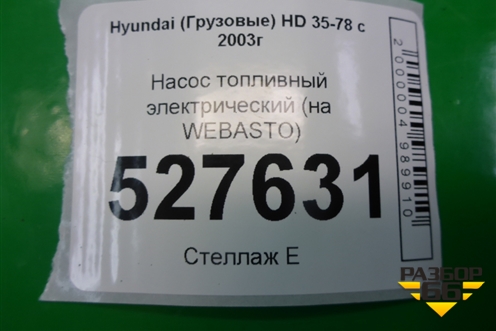 Hyundai (Грузовые) HD 35-78 с
2003г
Насос топливный
электрический (на
WEBASTO)
527631
Стеллаж Е
2000004989910
РАЗБОР
66